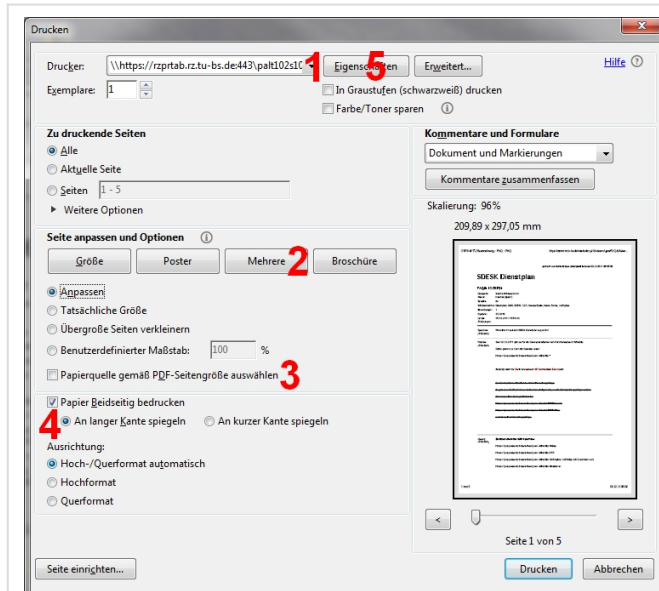 Drucken
Drucker: \\https://rzprtab.rz.tu-bs.de:443\palt102s10 1 Eigenschaften 5 Erweitert... Hilfe
Exemplare: 1
In Graustufen (schwarzweiß) drucken
Farbe/Toner sparen
Zu druckende Seiten
Alle
Aktuelle Seite
Seiten 1 - 5
Weitere Optionen
Kommentare und Formulare
Dokument und Markierungen
Kommentare zusammenfassen
Seite anpassen und Optionen
Größe Poster Mehrere 2 Broschüre
Anpassen
Tatsächliche Größe
Übergroße Seiten verkleinern
Benutzerdefinierter Maßstab: 100 %
Papierquelle gemäß PDF-Seitengröße auswählen 3
Papier Beidseitig bedrucken
4 An langer Kante spiegeln An kurzer Kante spiegeln
Ausrichtung:
Hoch-/Querformat automatisch
Hochformat
Querformat
Skalierung: 96%
209,89 x 297,05 mm
SDESK Dienstplan
< >
Seite 1 von 5
Seite einrichten... Drucken Abbrechen